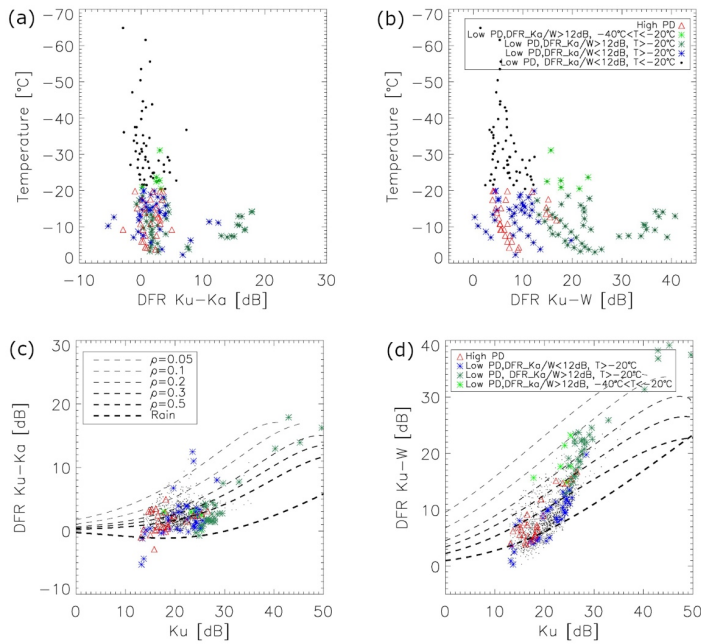 (a)
−70
−60
−50
−40
−30
−20
−10
0
Temperature [℃]
−10 0 10 20 30
DFR Ku−Ka [dB]
(b)
−70
−60
−50
−40
−30
−20
−10
0
Temperature [℃]
High PD
Low PD,DFR_Ka/W>12dB, −40℃<T<−20℃
Low PD,DFR_Ka/W>12dB, T>−20℃
Low PD,DFR_ka/W<12dB, T>−20℃
Low PD, DFR_ka/W<12dB, T<−20℃
0 10 20 30 40
DFR Ku−W [dB]
(c)
30
20
10
0
−10
DFR Ku−Ka [dB]
ρ=0.05
ρ=0.1
ρ=0.2
ρ=0.3
ρ=0.5
Rain
0 10 20 30 40 50
Ku [dB]
(d)
40
30
20
10
0
DFR Ku−W [dB]
High PD
Low PD,DFR_Ka/W<12dB, T>−20℃
Low PD, DFR_Ka/W>12dB, T>−20℃
Low PD,DFR_ka/W>12dB, −40℃<T<−20℃
0 10 20 30 40 50
Ku [dB]